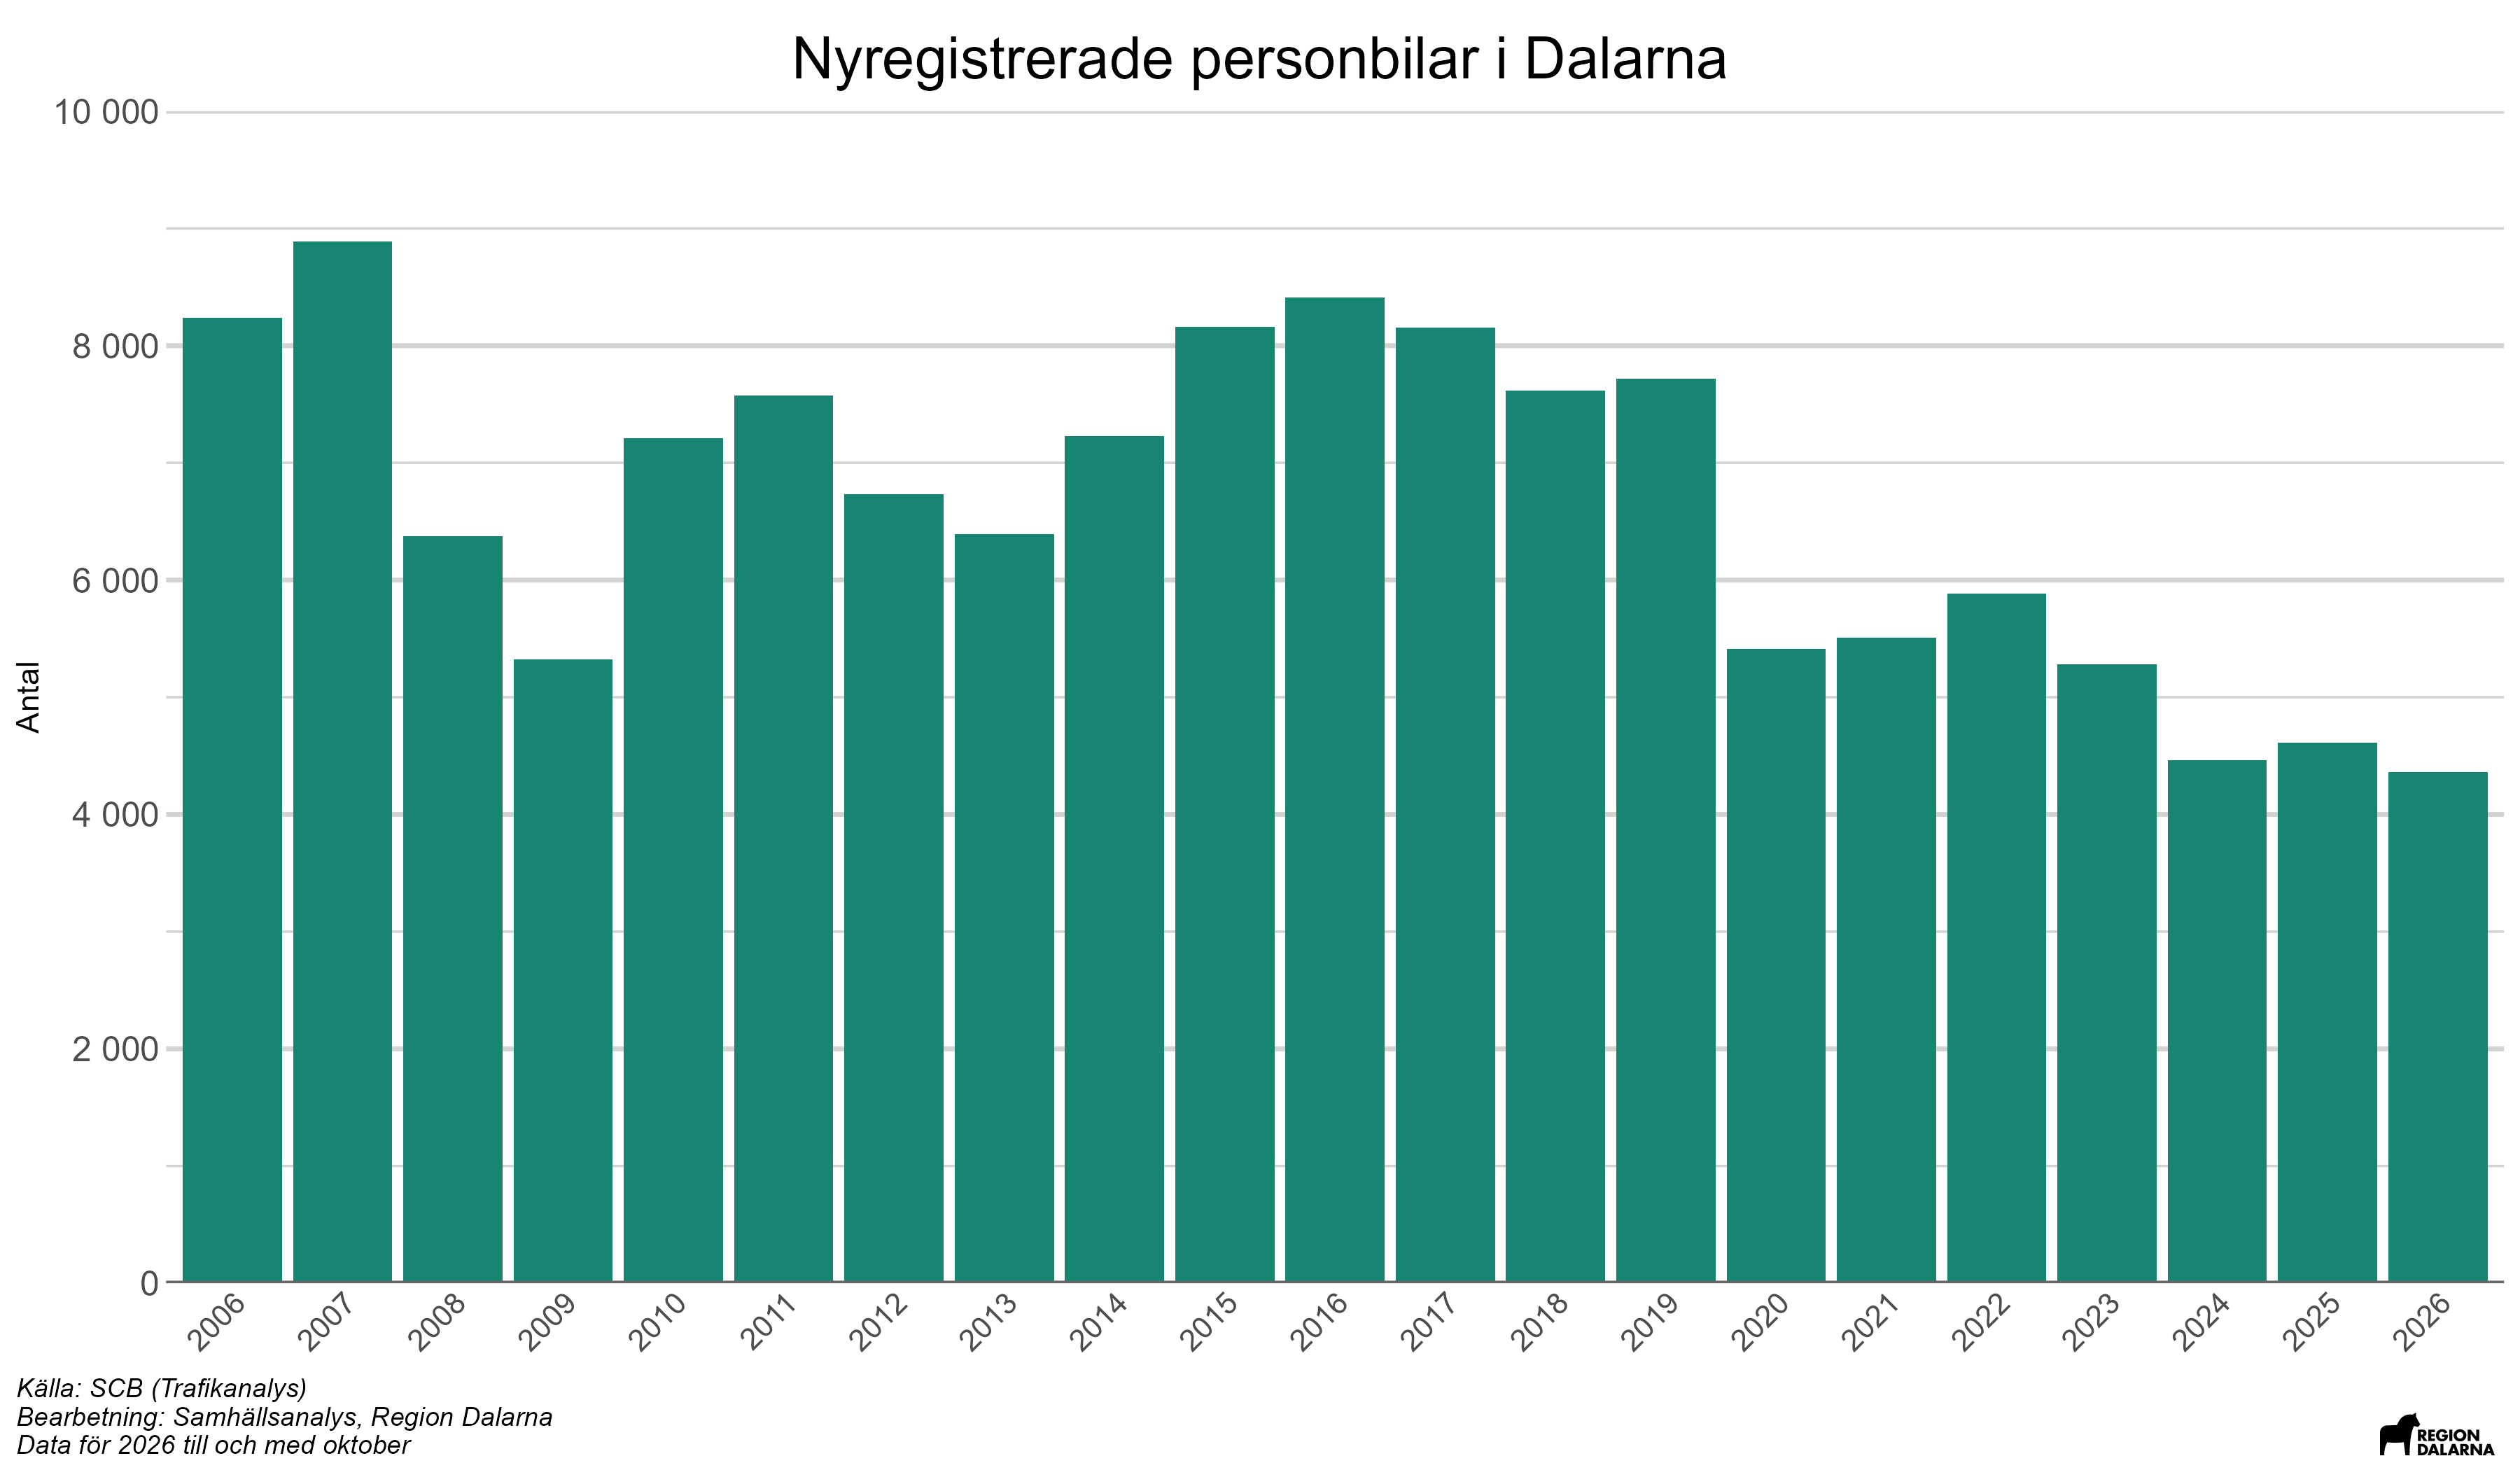 Nyregistrerade personbilar i Dalarna
10 000
8 000
6 000
4 000
2 000
0
Antal
2006 2007 2008 2009 2010 2011 2012 2013 2014 2015 2016 2017 2018 2019 2020 2021 2022 2023 2024 2025 2026
Källa: SCB (Trafikanalys)
Bearbetning: Samhällsanalys, Region Dalarna
Data för 2026 till och med oktober
REGION
DALARNA